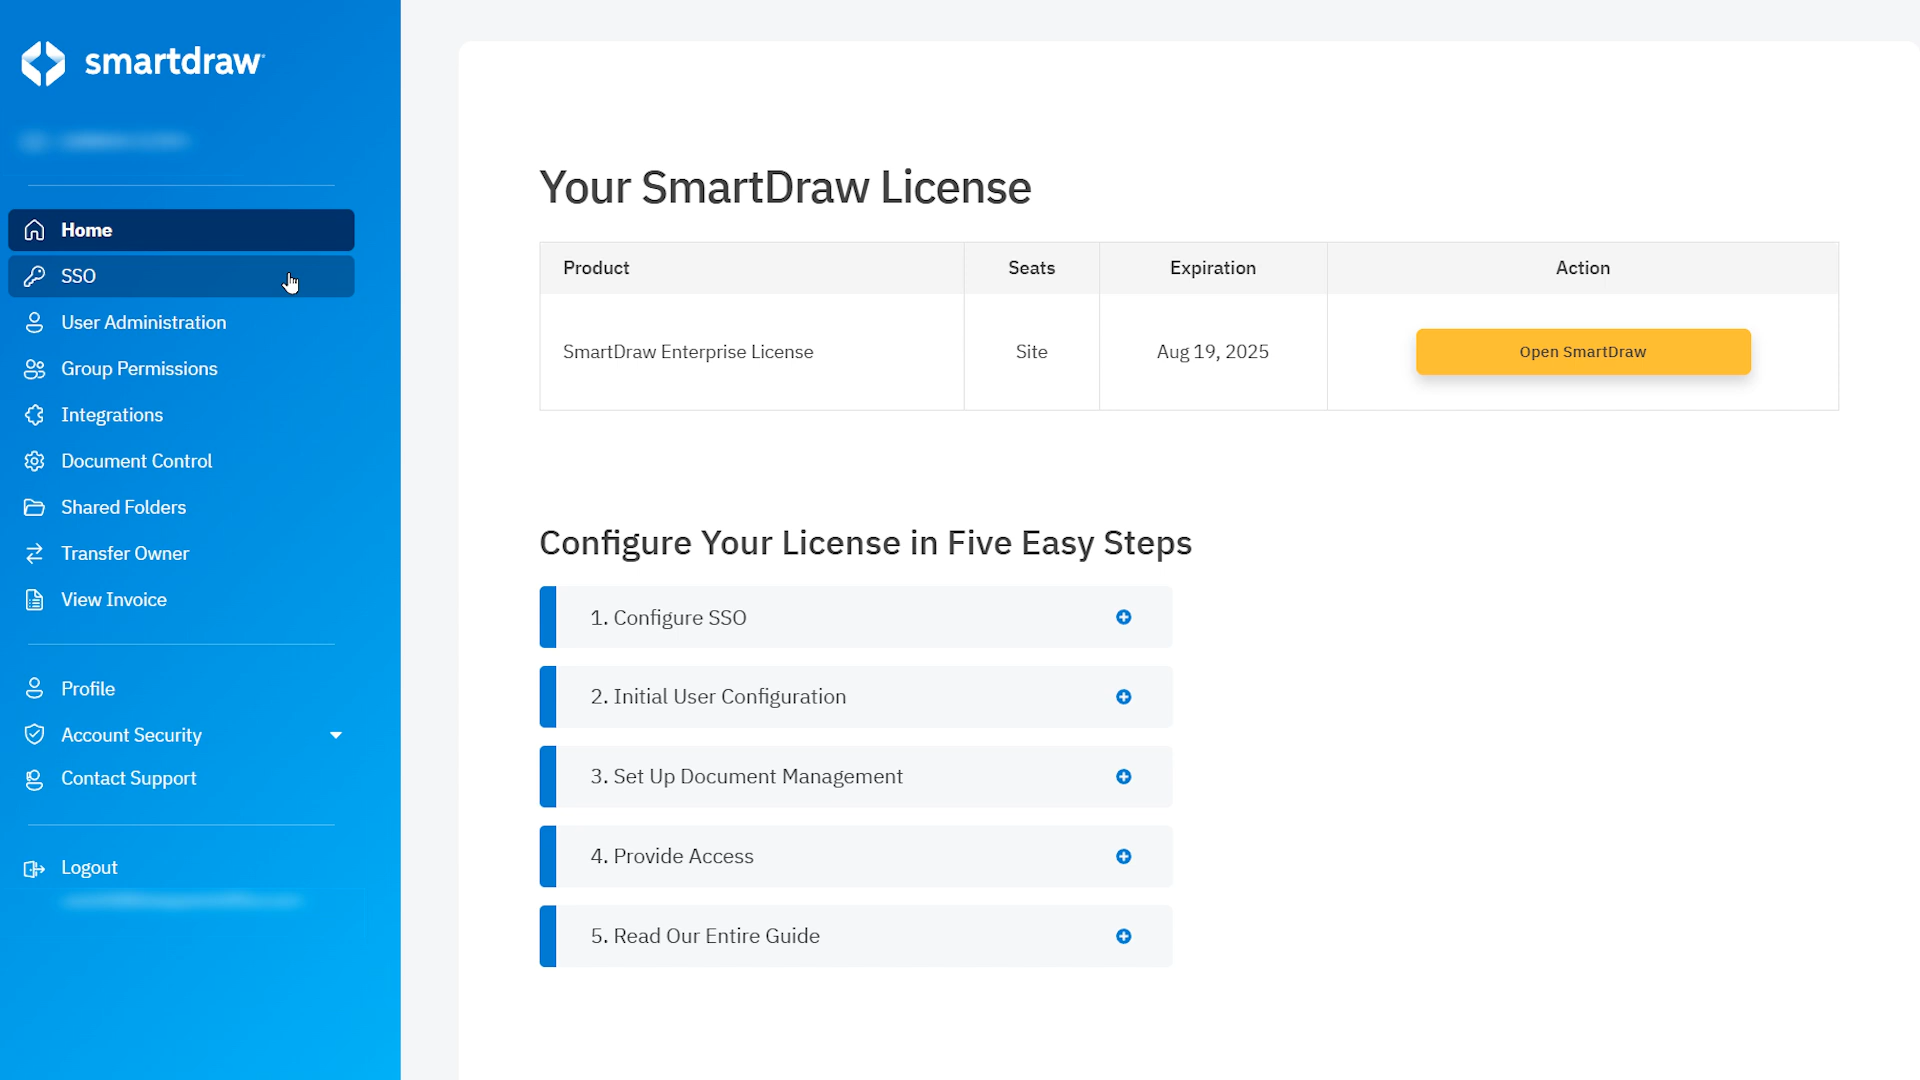 smartdraw
Home
SSO
User Administration
Group Permissions
Integrations
Document Control
Shared Folders
Transfer Owner
View Invoice
Profile
Account Security
Contact Support
Logout
Your SmartDraw License
Product Seats Expiration Action
SmartDraw Enterprise License Site Aug 19, 2025 Open SmartDraw
Configure Your License in Five Easy Steps
1. Configure SSO
2. Initial User Configuration
3. Set Up Document Management
4. Provide Access
5. Read Our Entire Guide